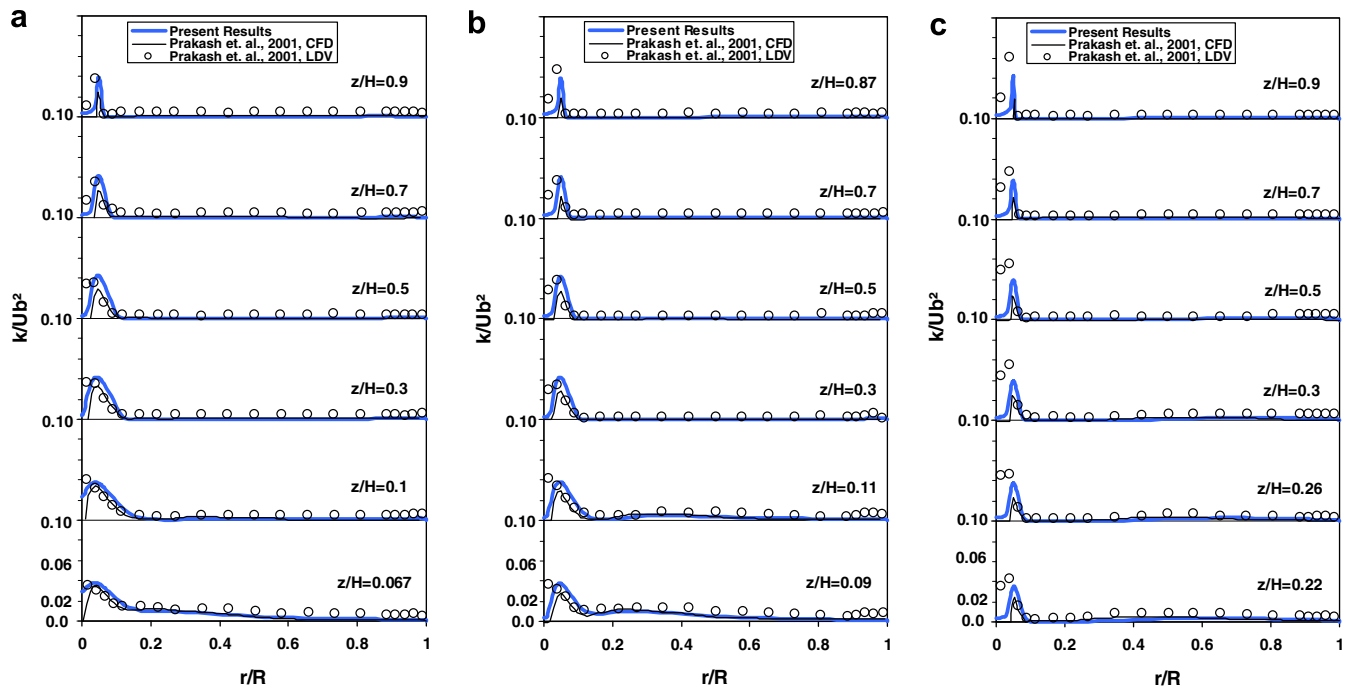 a
Present Results
Prakash et. al., 2001, CFD
Prakash et. al., 2001, LDV
z/H=0.9
0.10
z/H=0.7
0.10
z/H=0.5
0.10
z/H=0.3
0.10
z/H=0.1
0.10
0.06
z/H=0.067
0.02
0.0
k/Ub²
0 0.2 0.4 0.6 0.8 1
r/R
b
Present Results
Prakash et. al., 2001, CFD
Prakash et. al., 2001, LDV
z/H=0.87
0.10
z/H=0.7
0.10
z/H=0.5
0.10
z/H=0.3
0.10
z/H=0.11
0.10
0.06
z/H=0.09
0.02
0.0
k/Ub²
0 0.2 0.4 0.6 0.8 1
r/R
c
Present Results
Prakash et. al., 2001, CFD
Prakash et. al., 2001, LDV
z/H=0.9
0.10
z/H=0.7
0.10
z/H=0.5
0.10
z/H=0.3
0.10
z/H=0.26
0.10
0.06
z/H=0.22
0.02
0.0
k/Ub²
0 0.2 0.4 0.6 0.8 1
r/R